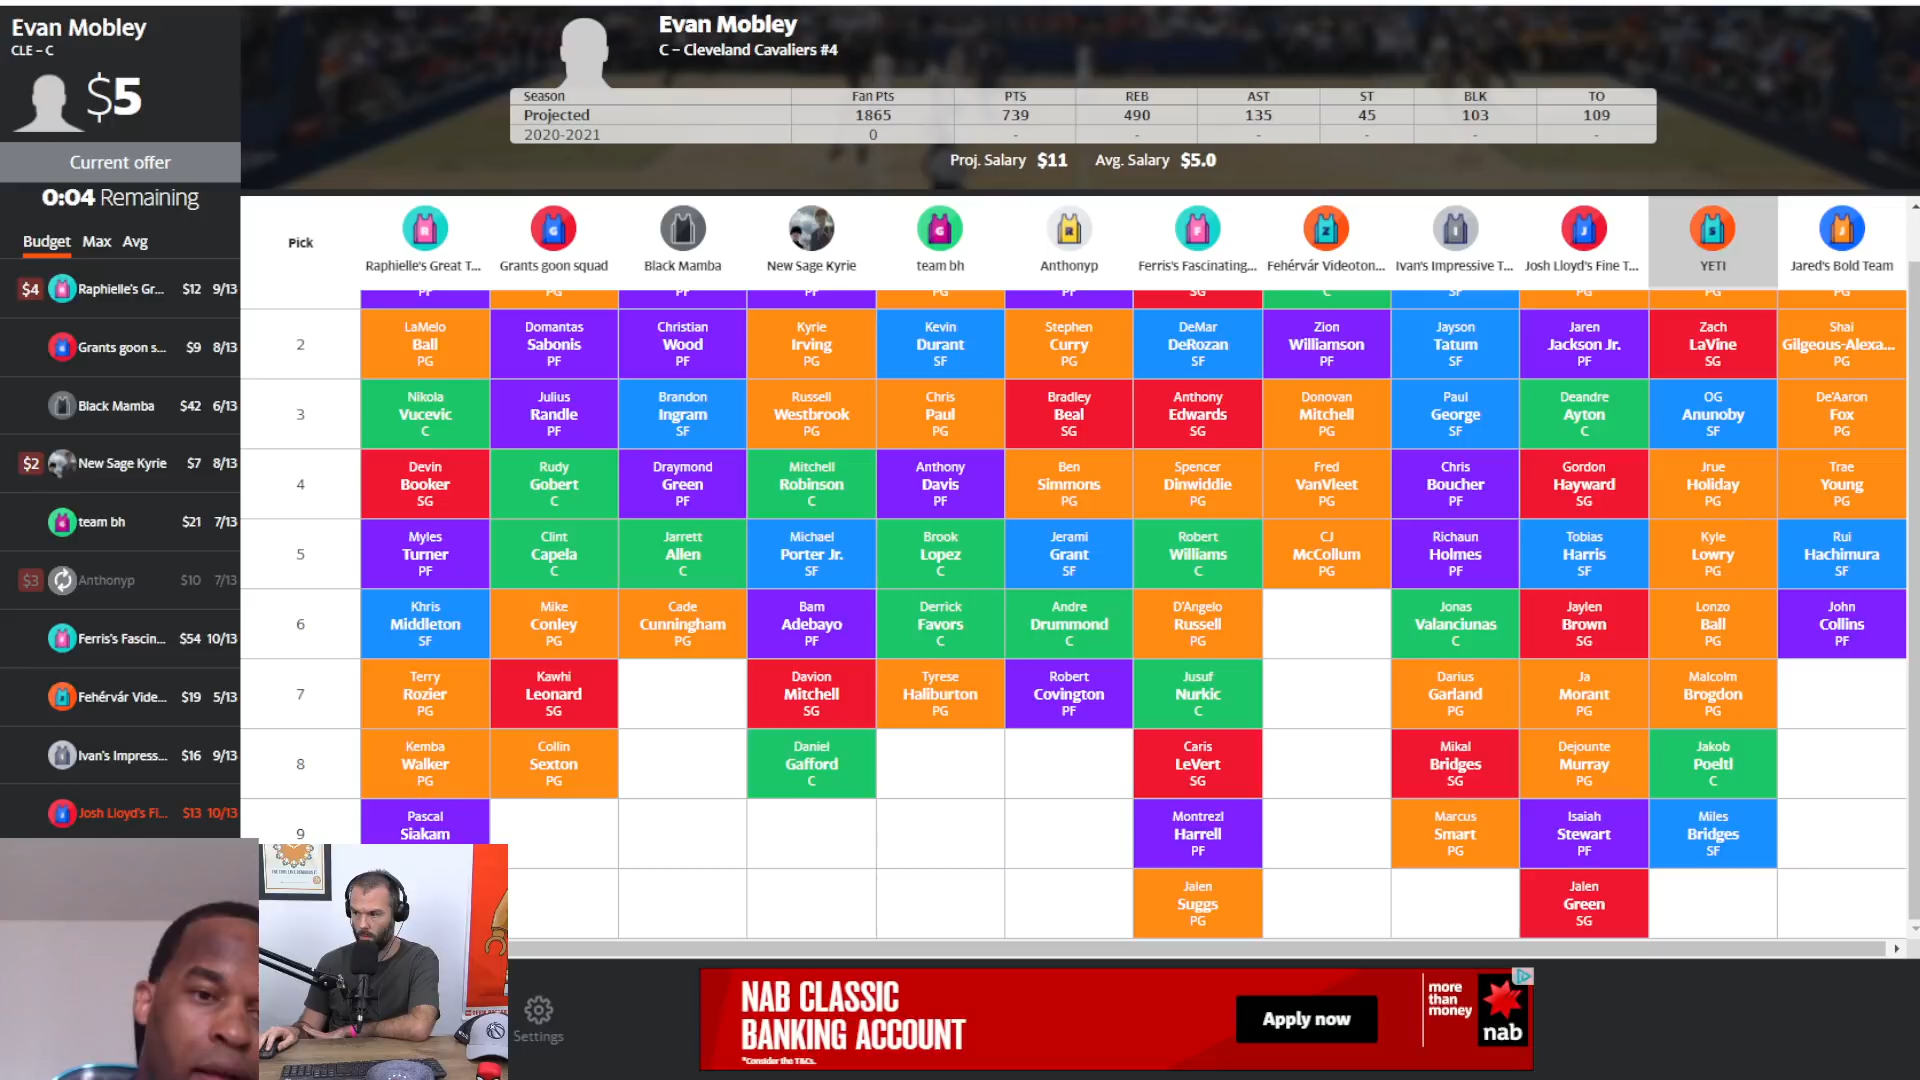 Evan Mobley
CLE – C
$5
Current offer
0:04 Remaining
Budget Max Avg
$4 Raphielle's Gr... $12 9/13
Grants goon s... $9 8/13
Black Mamba $42 6/13
$2 New Sage Kyrie $7 8/13
team bh $21 7/13
$3 Anthonyp $10 7/13
Ferris's Fascin... $54 10/13
Fehérvár Vide... $19 5/13
Ivan's Impress... $16 9/13
Josh Lloyd's Fi... $13 10/13
Evan Mobley
C – Cleveland Cavaliers #4
Season Fan Pts PTS REB AST ST BLK TO
Projected 1865 739 490 135 45 103 109
2020-2021 0 - - - - - -
Proj. Salary $11 Avg. Salary $5.0
Pick Raphielle's Great T... Grants goon squad Black Mamba New Sage Kyrie team bh Anthonyp Ferris's Fascinating... Fehérvár Videoton... Ivan's Impressive T... Josh Lloyd's Fine T... YETI Jared's Bold Team
PF PG PF PF PG PF SG C SF PG PG PG
LaMelo Domantas Christian Kyrie Kevin Stephen DeMar Zion Jayson Jaren Zach Shai
2 Ball Sabonis Wood Irving Durant Curry DeRozan Williamson Tatum Jackson Jr. LaVine Gilgeous-Alexa...
PG PF PF PG SF PG SF PF SF PF SG PG
Nikola Julius Brandon Russell Chris Bradley Anthony Donovan Paul Deandre OG De'Aaron
3 Vucevic Randle Ingram Westbrook Paul Beal Edwards Mitchell George Ayton Anunoby Fox
C PF SF PG PG SG SG PG SF C SF PG
Devin Rudy Draymond Mitchell Anthony Ben Spencer Fred Chris Gordon Jrue Trae
4 Booker Gobert Green Robinson Davis Simmons Dinwiddie VanVleet Boucher Hayward Holiday Young
SG C PF C PF PG PG PG PF SG PG PG
Myles Clint Jarrett Michael Brook Jerami Robert CJ Richaun Tobias Kyle Rui
5 Turner Capela Allen Porter Jr. Lopez Grant Williams McCollum Holmes Harris Lowry Hachimura
PF C C SF C SF C PG PF SF PG SF
Khris Mike Cade Bam Derrick Andre D'Angelo Jonas Jaylen Lonzo John
6 Middleton Conley Cunningham Adebayo Favors Drummond Russell Valanciunas Brown Ball Collins
SF PG PG PF C C PG C SG PG PF
Terry Kawhi Davion Tyrese Robert Jusuf Darius Ja Malcolm
7 Rozier Leonard Mitchell Haliburton Covington Nurkic Garland Morant Brogdon
PG SG SG PG PF C PG PG PG
Kemba Collin Daniel Caris Mikal Dejounte Jakob
8 Walker Sexton Gafford LeVert Bridges Murray Poeltl
PG PG C SG SG PG C
Pascal Montrezl Marcus Isaiah Miles
9 Siakam Harrell Smart Stewart Bridges
PF PG PF SF
Jalen Jalen
Suggs Green
PG SG
Settings
NAB CLASSIC
BANKING ACCOUNT
*Consider the T&Cs.
Apply now
more
than
money
nab